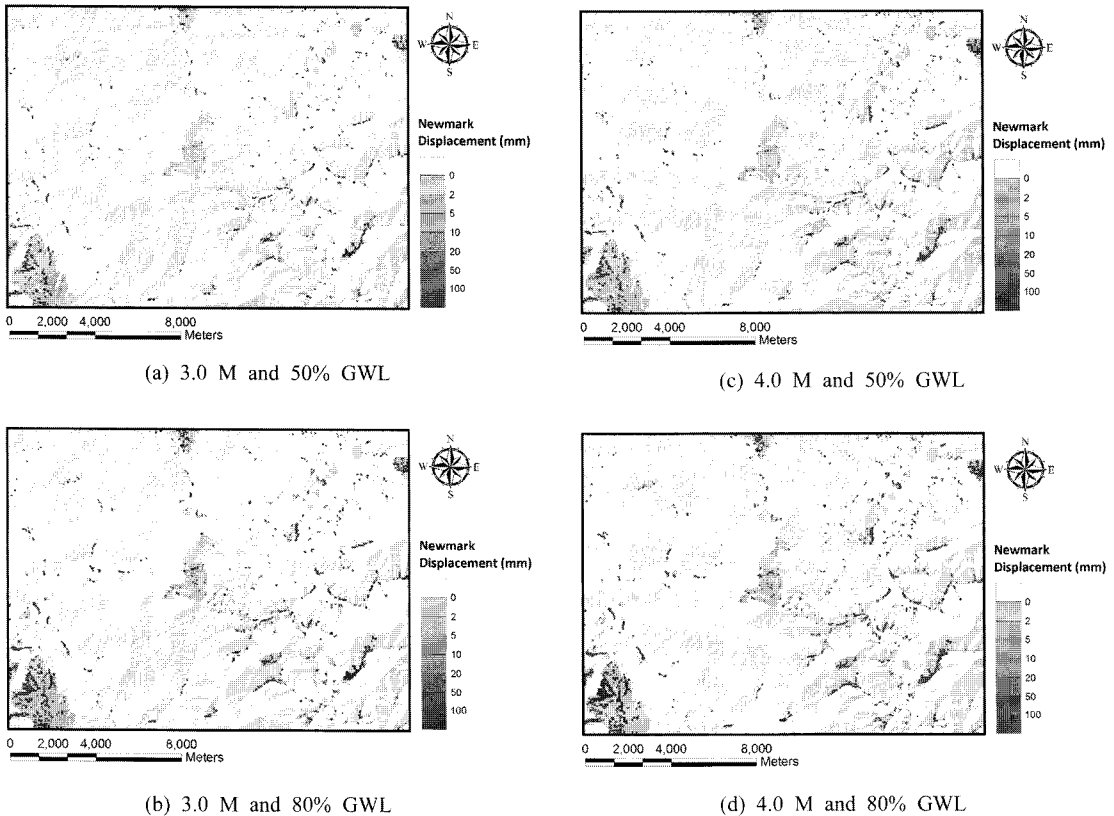 N
W E
S
Newmark
Displacement (mm)
0
2
5
10
20
50
100
0 2,000 4,000 8,000
Meters
(a) 3.0 M and 50% GWL
N
W E
S
Newmark
Displacement (mm)
0
2
5
10
20
50
100
0 2,000 4,000 8,000
Meters
(c) 4.0 M and 50% GWL
N
W E
S
Newmark
Displacement (mm)
0
2
5
10
20
50
100
0 2,000 4,000 8,000
Meters
(b) 3.0 M and 80% GWL
N
W E
S
Newmark
Displacement (mm)
0
2
5
10
20
50
100
0 2,000 4,000 8,000
Meters
(d) 4.0 M and 80% GWL